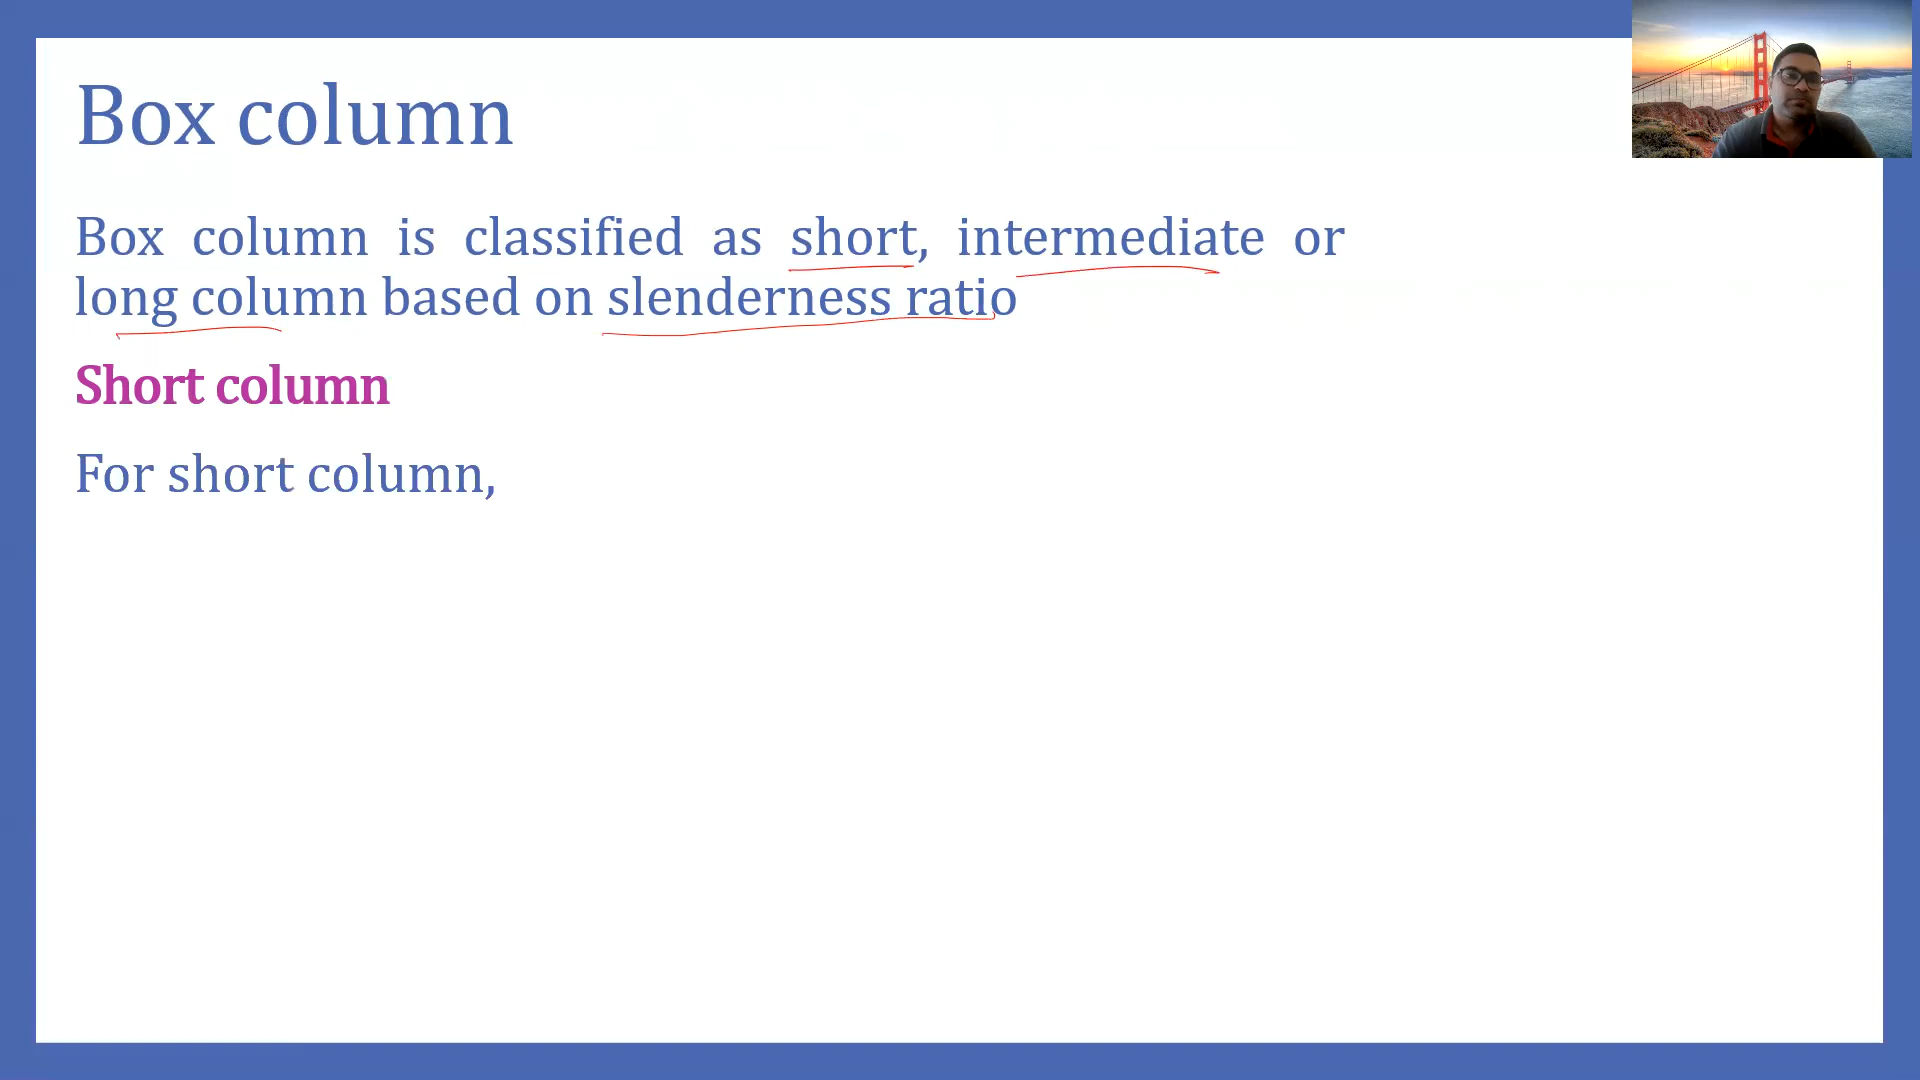 Box column
Box column is classified as short, intermediate or
long column based on slenderness ratio
Short column
For short column,